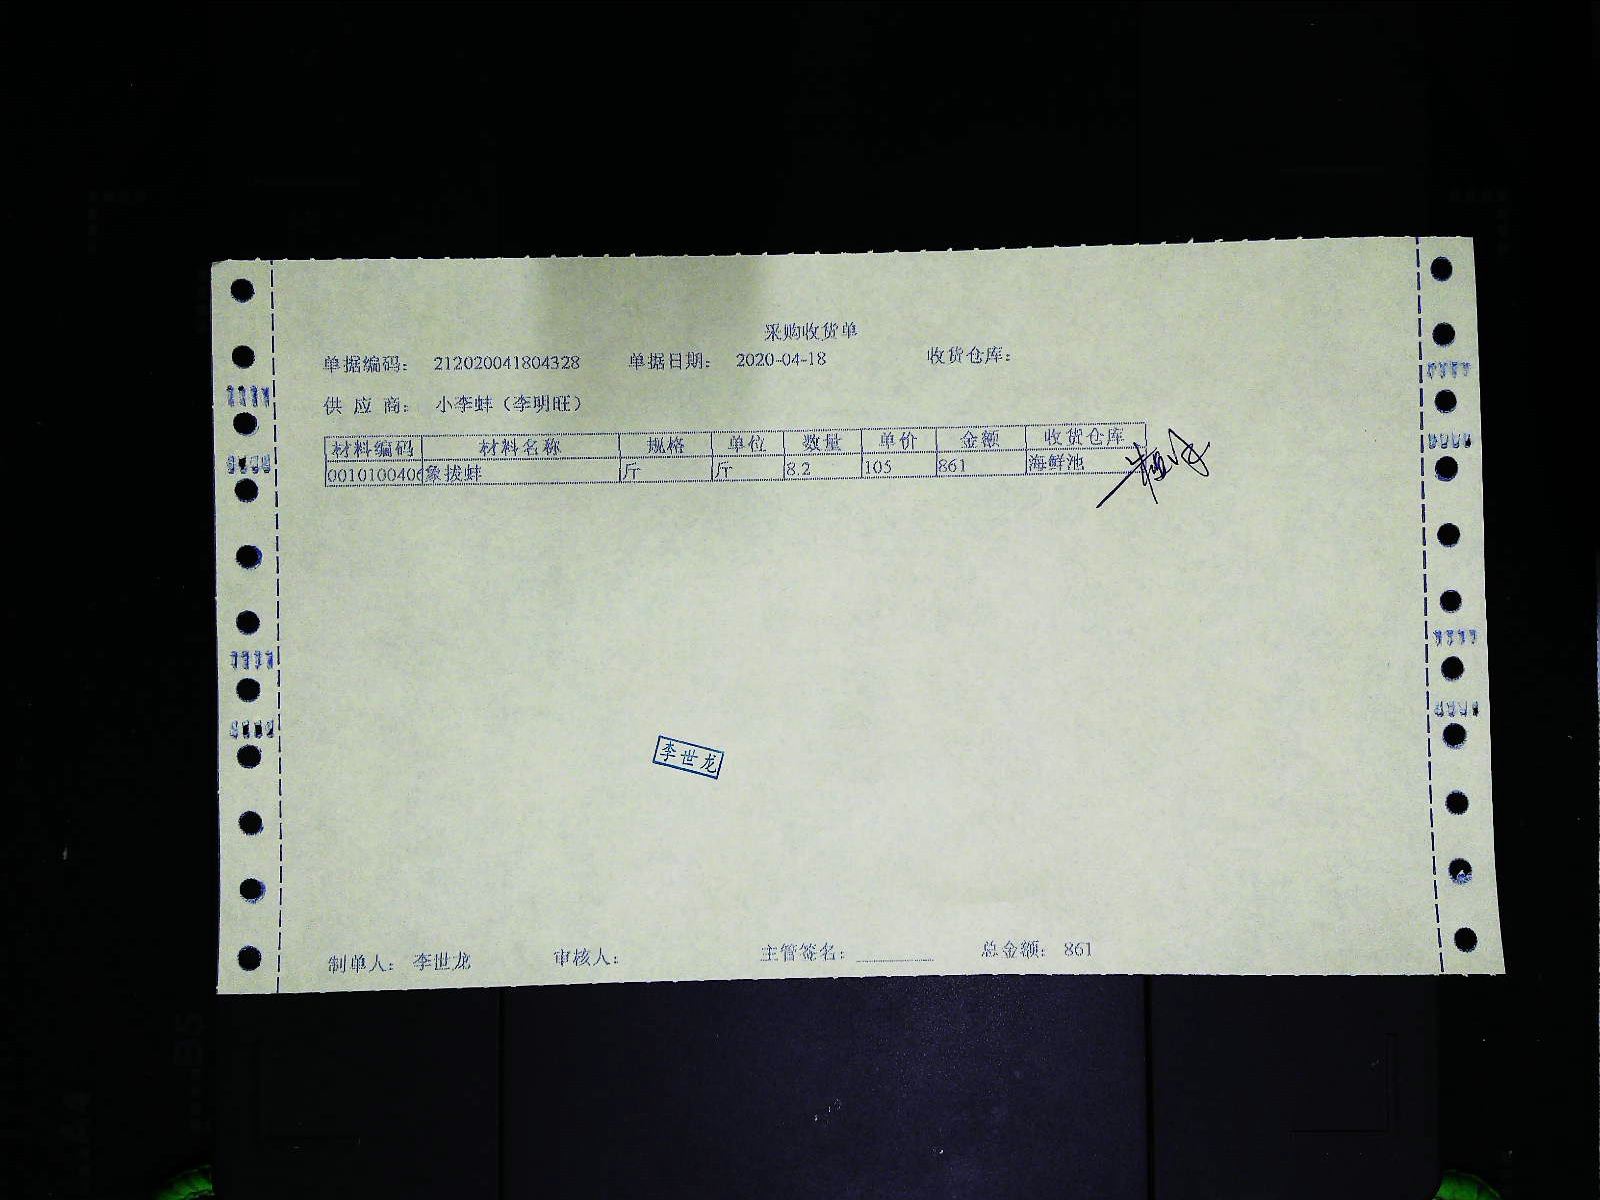 采购收货单
单据编码： 212020041804328 单据日期： 2020-04-18 收货仓库：
供 应 商： 小李蚌（李明旺）
材料编码 材料名称 规格 单位 数量 单价 金额 收货仓库
0010100406 象拔蚌 斤 斤 8.2 105 861 海鲜池
李世龙
制单人： 李世龙 审核人： 主管签名： 总金额： 861